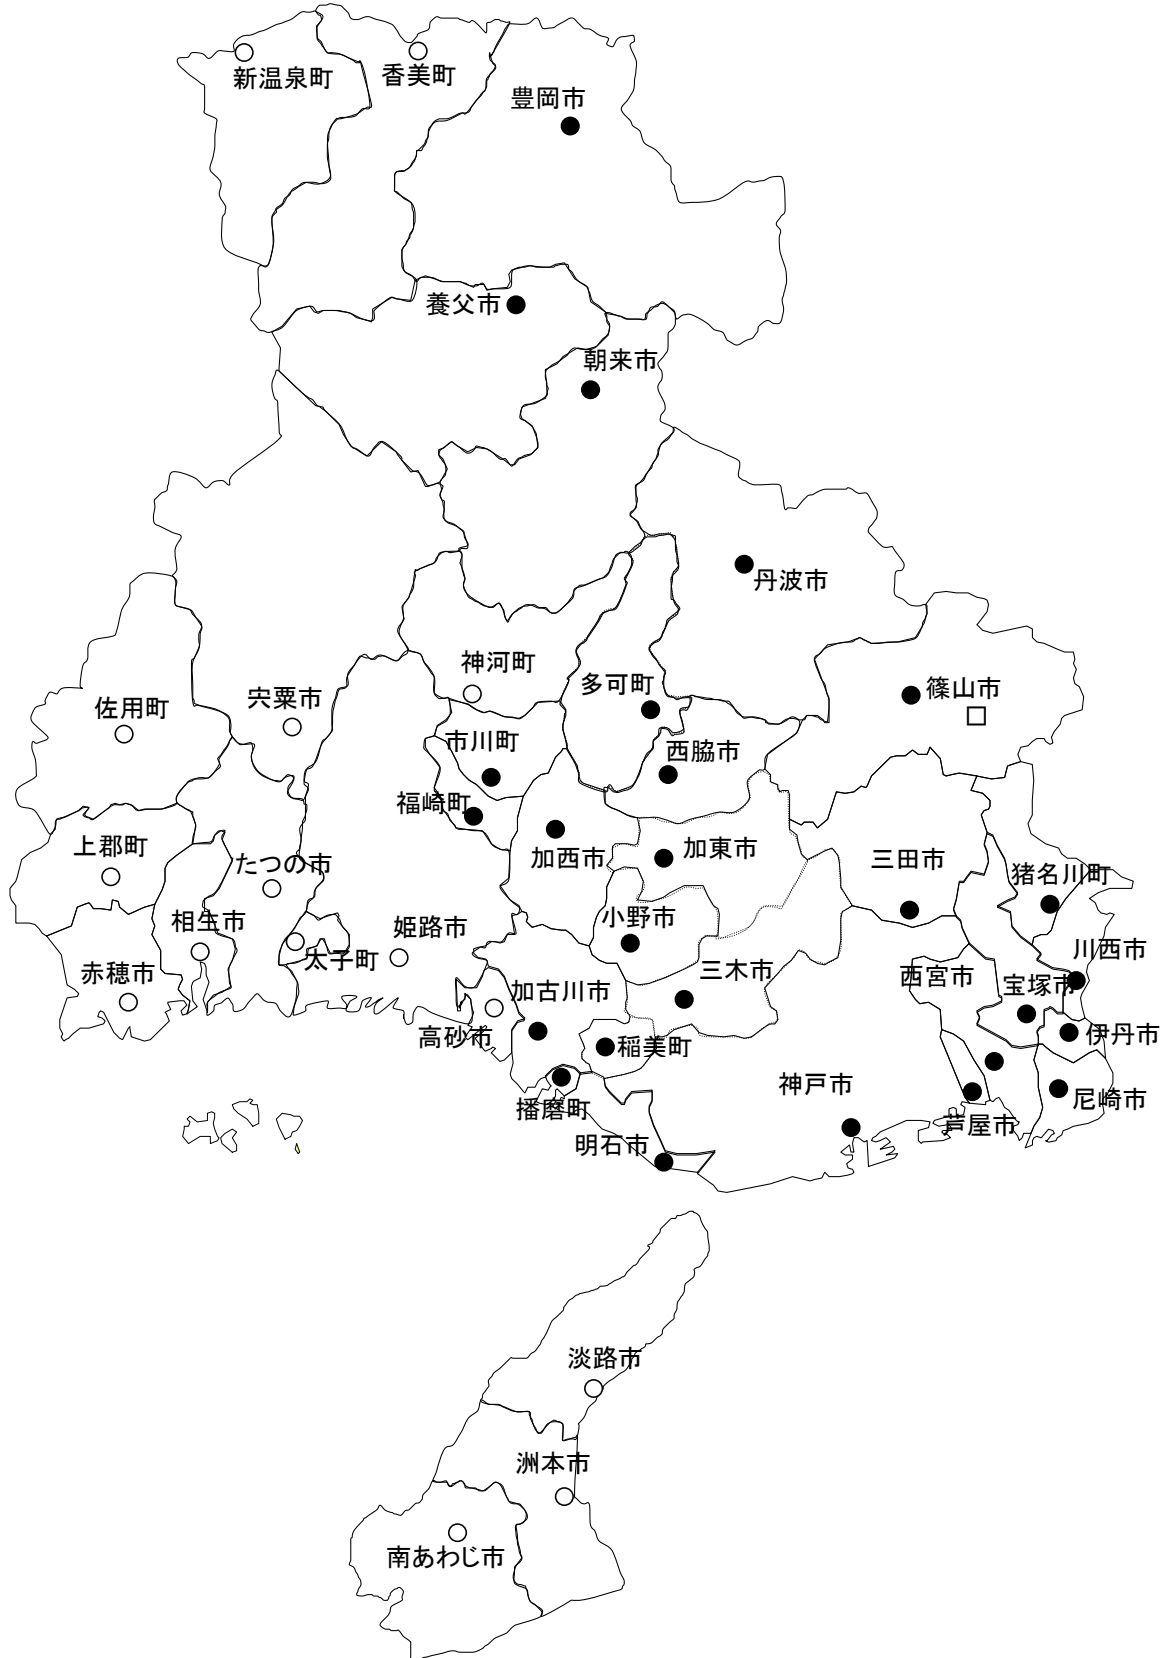 新温泉町
香美町
豊岡市
養父市
朝来市
丹波市
神河町
多可町
篠山市
佐用町
宍粟市
市川町
西脇市
福崎町
上郡町
たつの市
加西市
加東市
三田市
猪名川町
相生市
姫路市
小野市
川西市
赤穂市
太子町
三木市
西宮市
宝塚市
加古川市
高砂市
稲美町
伊丹市
播磨町
神戸市
尼崎市
明石市
芦屋市
淡路市
洲本市
南あわじ市